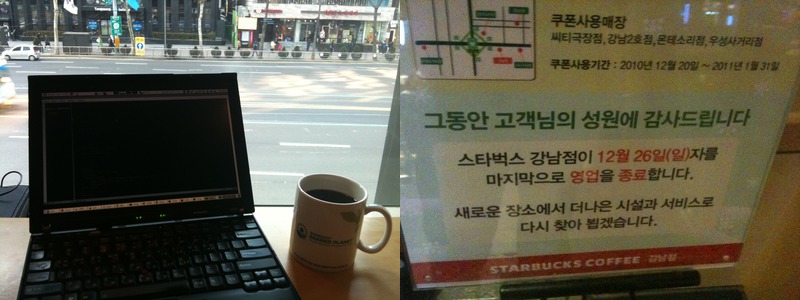 쿠폰사용매장
씨티극장점,강남2호점,몬테소리점,우성사거리점
쿠폰사용기간 : 2010년 12월 20일 ~ 2011년 1월 31일
그동안 고객님의 성원에 감사드립니다
스타벅스 강남점이 12월 26일(일)자를
마지막으로 영업을 종료합니다.
새로운 장소에서 더나은 시설과 서비스로
다시 찾아 뵙겠습니다.
STARBUCKS COFFEE 강남점